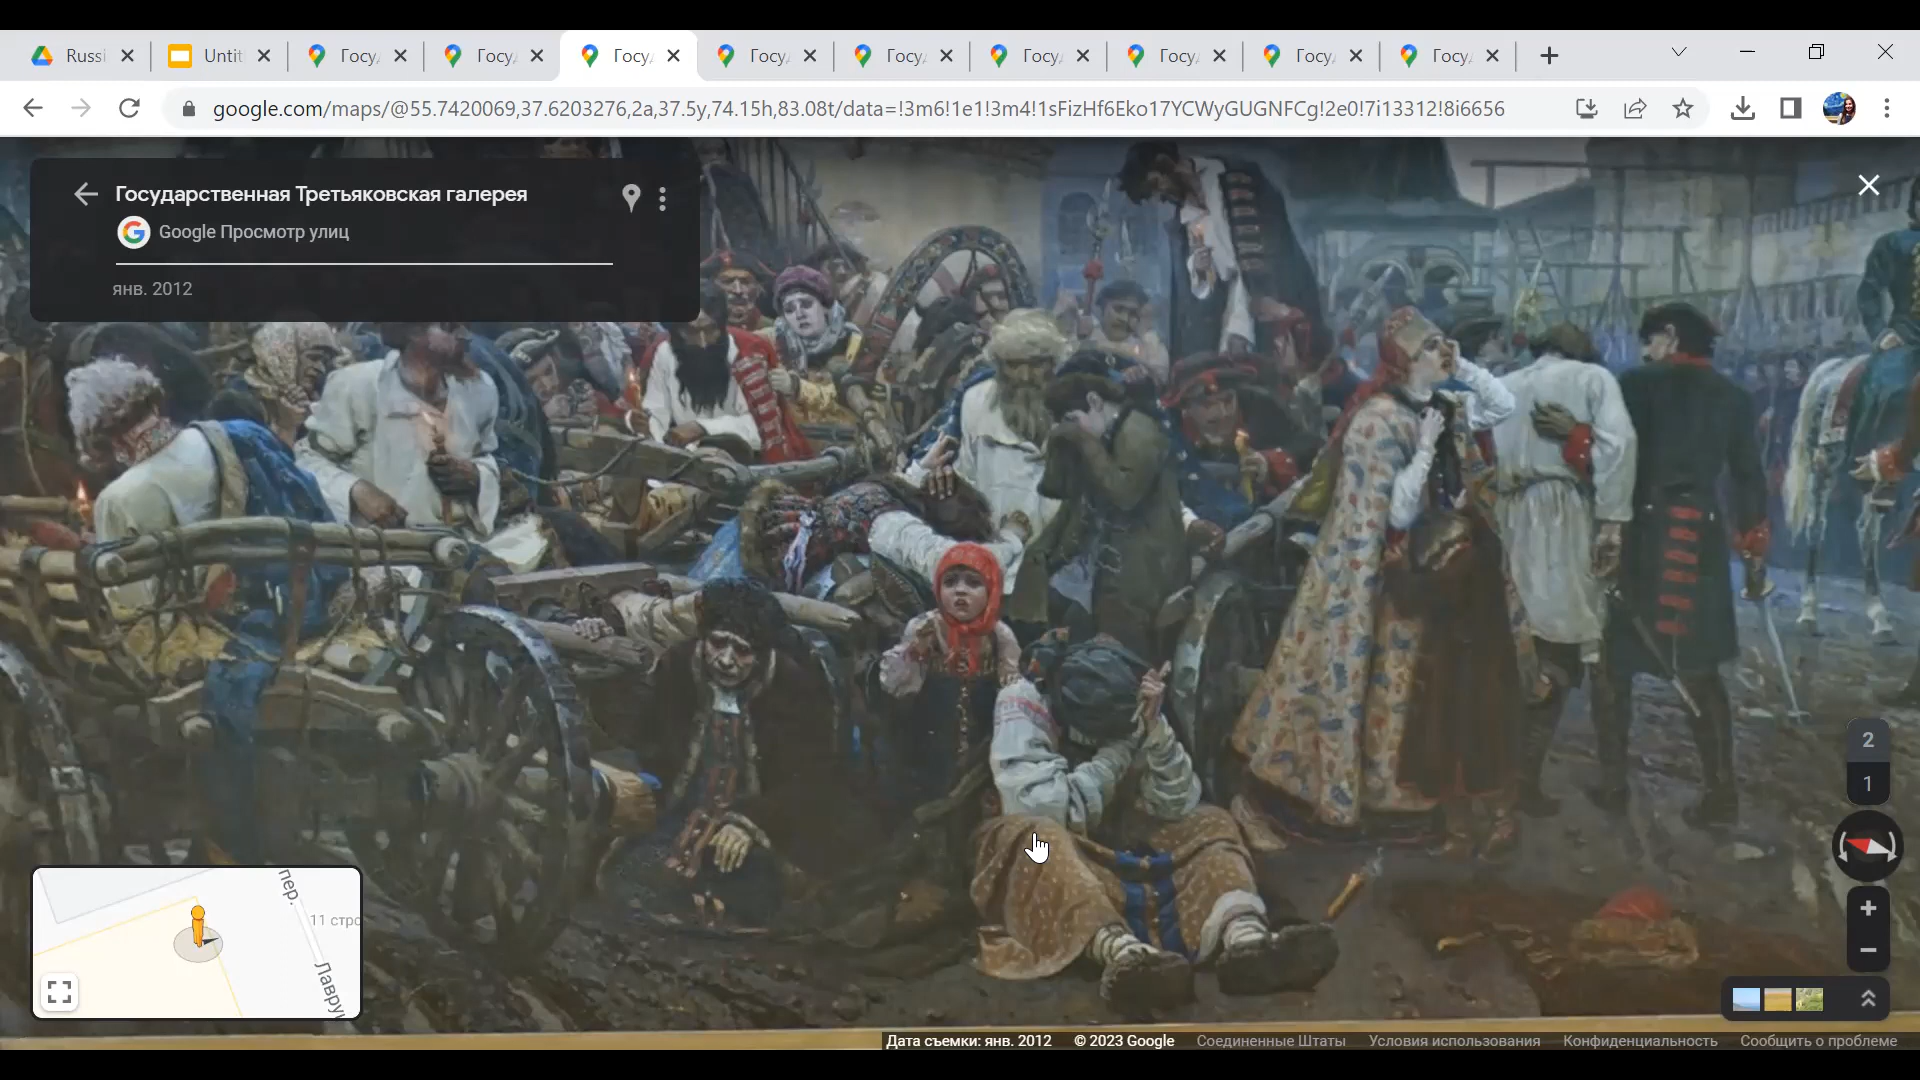 Russi
Untit
Госу
Госу
Госу
Госу
Госу
Госу
Госу
Госу
Госу
google.com/maps/@55.7420069,37.6203276,2a,37.5y,74.15h,83.08t/data=!3m6!1e1!3m4!1sFizHf6Eko17YCWyGUGNFCg!2e0!7i13312!8i6656
Государственная Третьяковская галерея
Google Просмотр улиц
янв. 2012
2
1
пер.
11 стро
Лавру
Дата съемки: янв. 2012 © 2023 Google Соединенные Штаты Условия использования Конфиденциальность Сообщить о проблеме